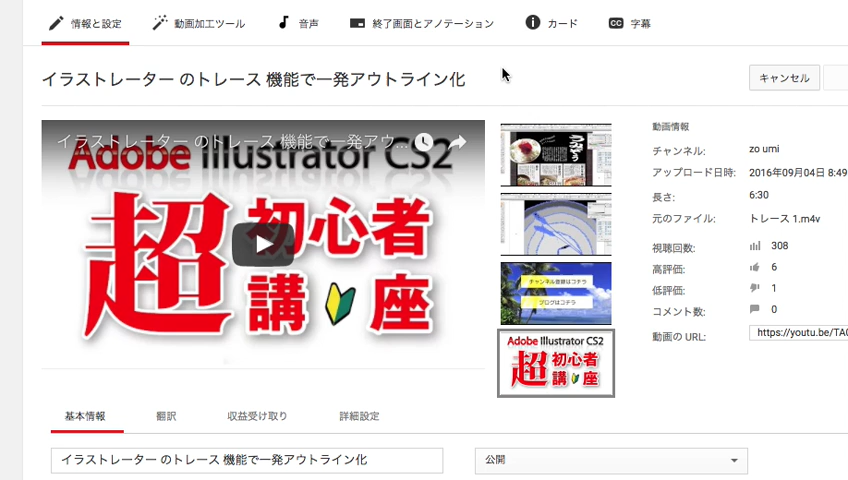 情報と設定
動画加工ツール
音声
終了画面とアノテーション
カード
CC 字幕
イラストレーター のトレース 機能で一発アウトライン化
キャンセル
イラストレーター のトレース 機能で一発アウ...
Adobe Illustrator CS2
超初心者
講座
チャンネル登録はコチラ
ブログはコチラ
Adobe Illustrator CS2
超初心者
講座
動画情報
チャンネル: zo umi
アップロード日時: 2016年09月04日 8:49
長さ: 6:30
元のファイル: トレース 1.m4v
視聴回数: 308
高評価: 6
低評価: 1
コメント数: 0
動画の URL: https://youtu.be/TA
基本情報
翻訳
収益受け取り
詳細設定
イラストレーター のトレース 機能で一発アウトライン化
公開